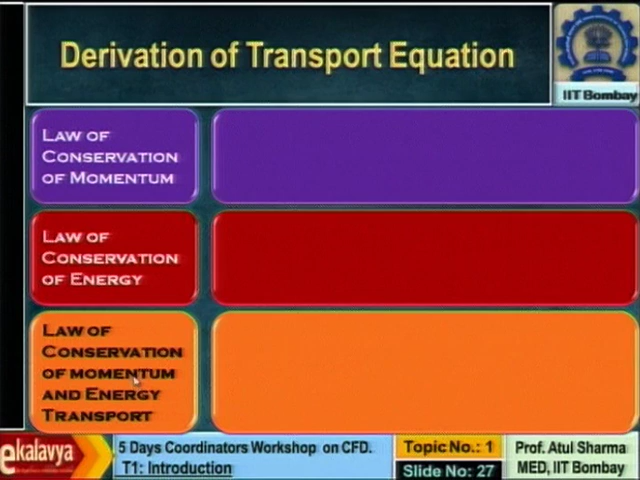 Derivation of Transport Equation
IIT Bombay
LAW OF
CONSERVATION
OF MOMENTUM
LAW OF
CONSERVATION
OF ENERGY
LAW OF
CONSERVATION
OF MOMENTUM
AND ENERGY
TRANSPORT
ekalavya
5 Days Coordinators Workshop on CFD.
T1: Introduction
Topic No.: 1
Slide No: 27
Prof. Atul Sharma
MED, IIT Bombay